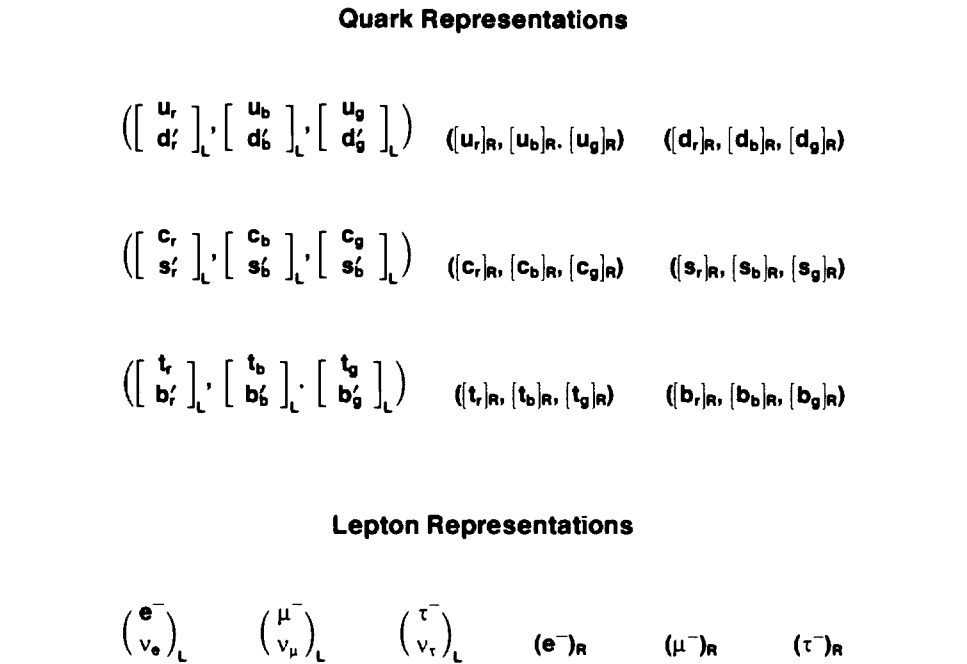 Quark Representations
([u_r d′_r]_L, [u_b d′_b]_L, [u_g d′_g]_L) ([u_r]_R, [u_b]_R. [u_g]_R) ([d_r]_R, [d_b]_R, [d_g]_R)
([c_r s′_r]_L, [c_b s′_b]_L, [c_g s′_b]_L) ([c_r]_R, [c_b]_R, [c_g]_R) ([s_r]_R, [s_b]_R, [s_g]_R)
([t_r b′_r]_L, [t_b b′_b]_L. [t_g b′_g]_L) ([t_r]_R, [t_b]_R, [t_g]_R) ([b_r]_R, [b_b]_R, [b_g]_R)
Lepton Representations
(e⁻ ν_e)_L (μ⁻ ν_μ)_L (τ⁻ ν_τ)_L (e⁻)_R (μ⁻)_R (τ⁻)_R